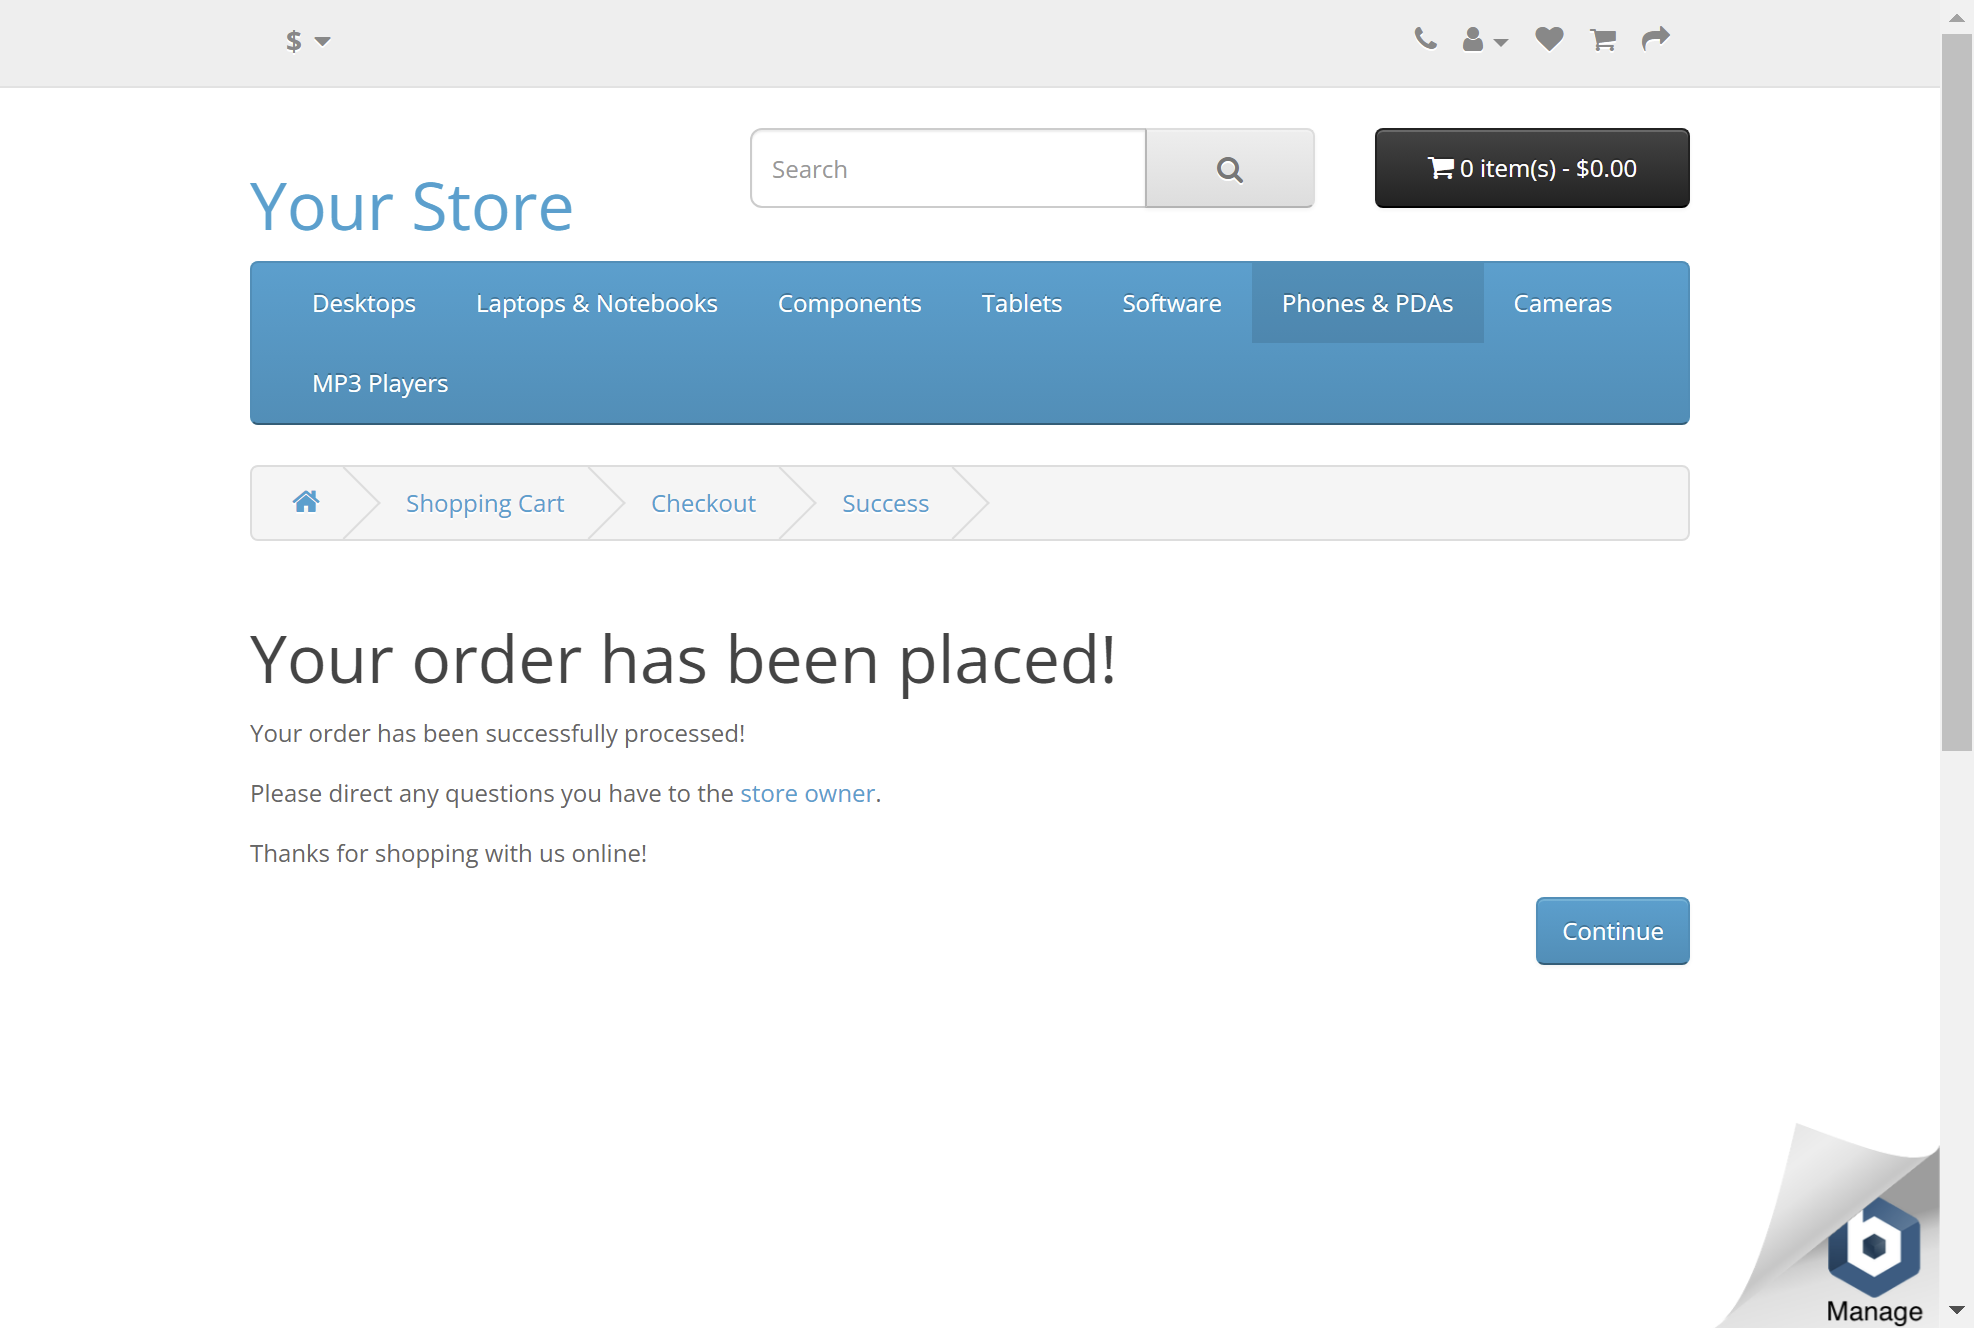 $
Search
0 item(s) - $0.00
Your Store
Desktops
Laptops & Notebooks
Components
Tablets
Software
Phones & PDAs
Cameras
MP3 Players
Shopping Cart
Checkout
Success
Your order has been placed!
Your order has been successfully processed!
Please direct any questions you have to the store owner.
Thanks for shopping with us online!
Continue
b
Manage